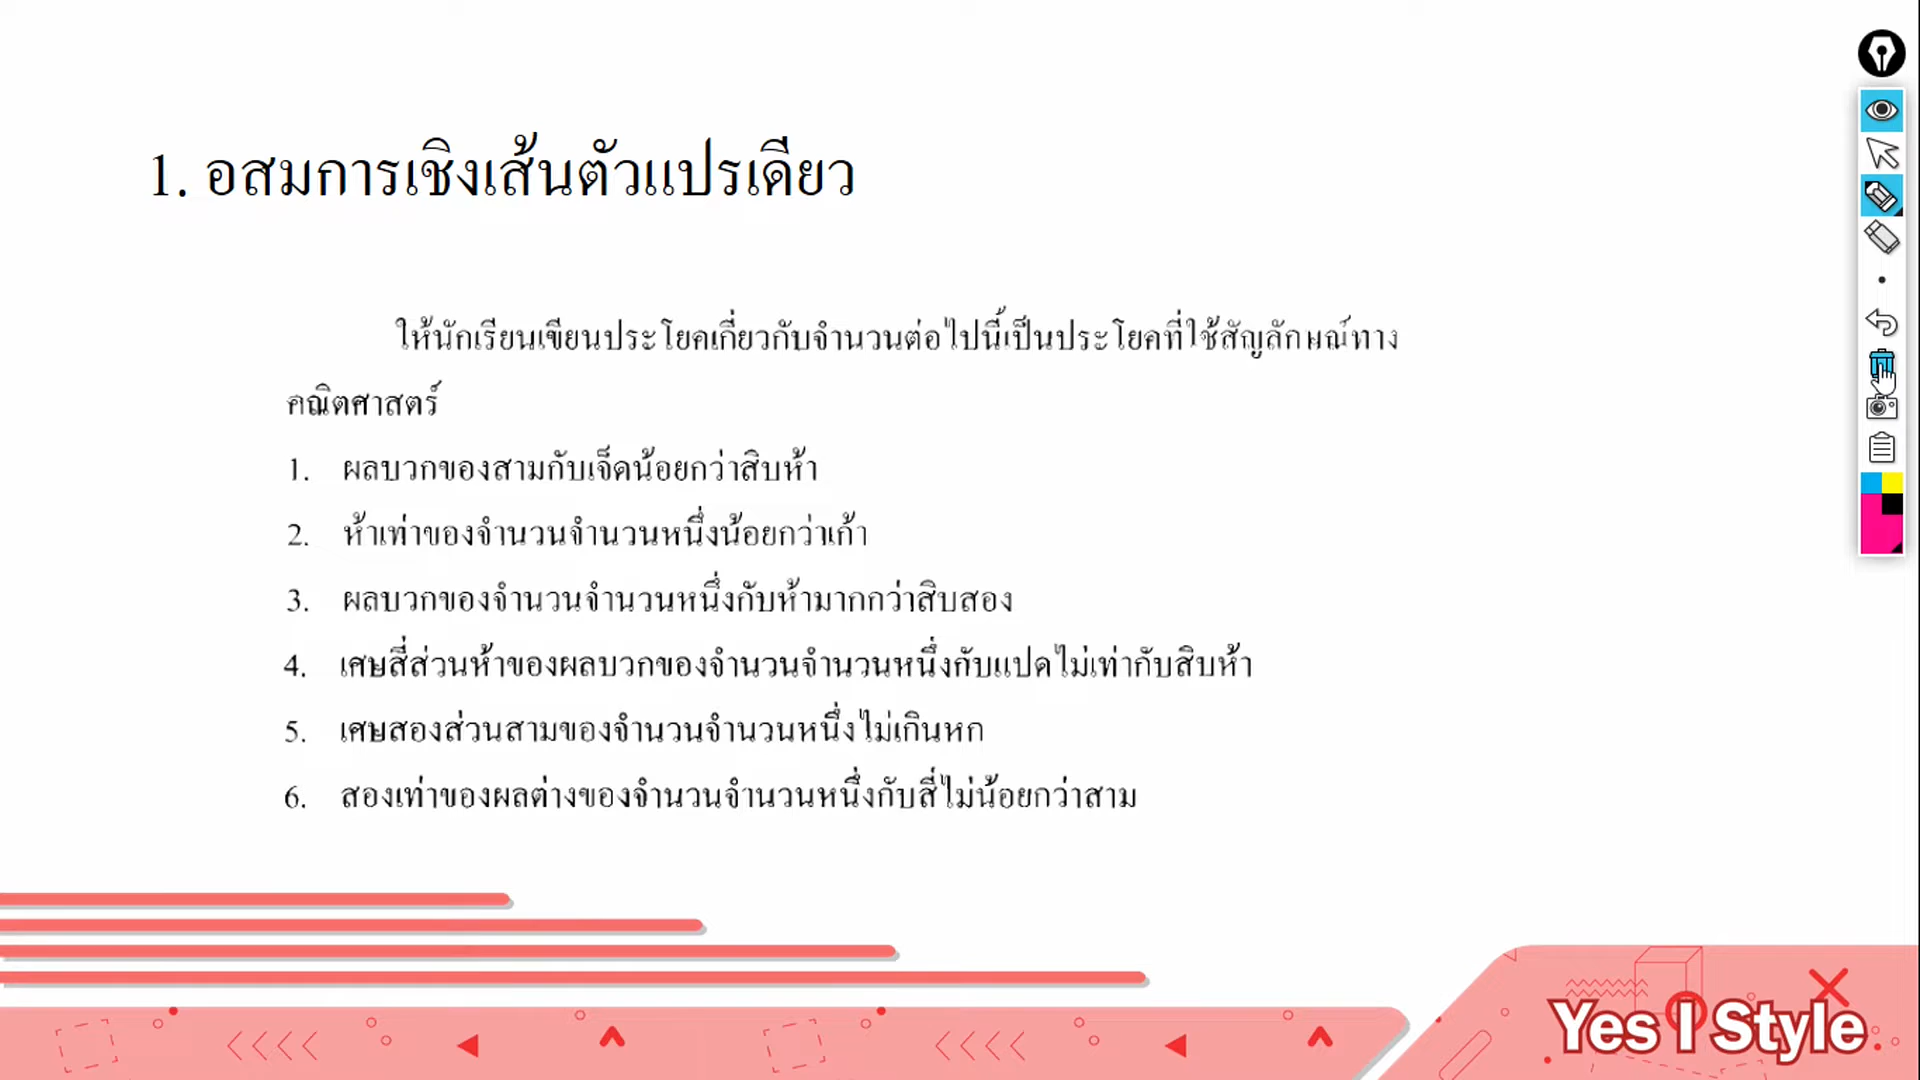 1. อสมการเชิงเส้นตัวแปรเดียว
ให้นักเรียนเขียนประโยคเกี่ยวกับจำนวนต่อไปนี้เป็นประโยคที่ใช้สัญลักษณ์ทาง
คณิตศาสตร์
1. ผลบวกของสามกับเจ็ดน้อยกว่าสิบห้า
2. ห้าเท่าของจำนวนจำนวนหนึ่งน้อยกว่าเก้า
3. ผลบวกของจำนวนจำนวนหนึ่งกับห้ามากกว่าสิบสอง
4. เศษสี่ส่วนห้าของผลบวกของจำนวนจำนวนหนึ่งกับแปดไม่เท่ากับสิบห้า
5. เศษสองส่วนสามของจำนวนจำนวนหนึ่งไม่เกินหก
6. สองเท่าของผลต่างของจำนวนจำนวนหนึ่งกับสี่ไม่น้อยกว่าสาม
Yes I Style